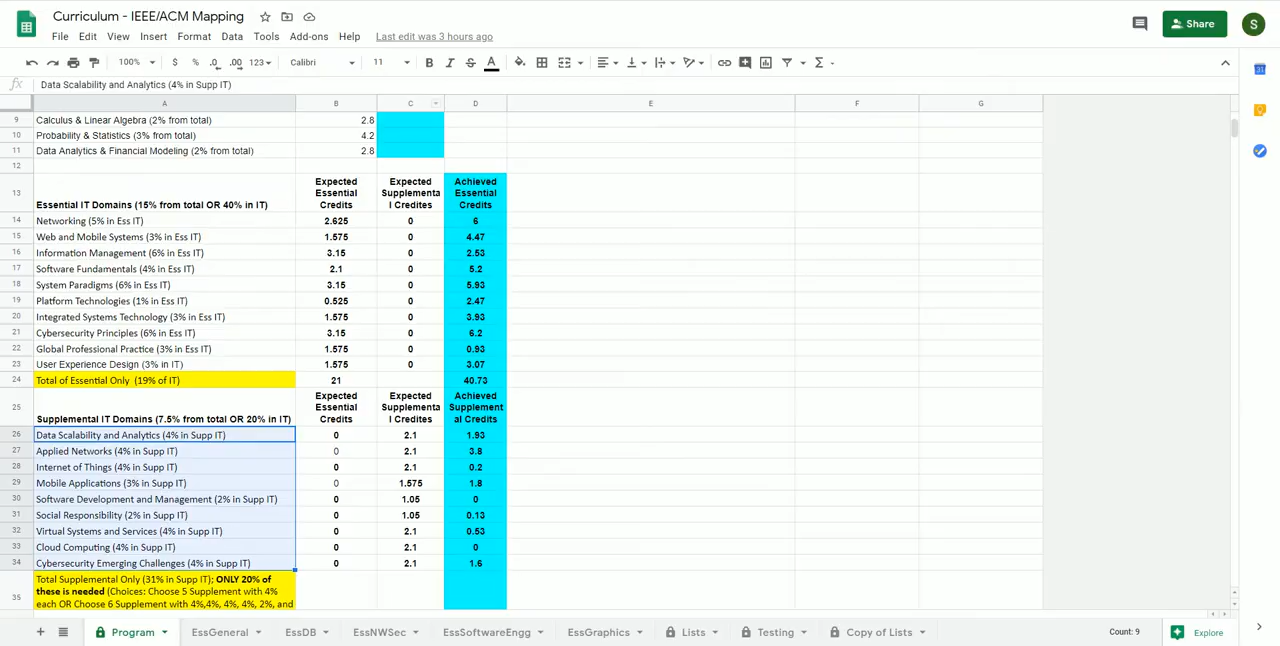 Curriculum - IEEE/ACM Mapping
Share
S
File Edit View Insert Format Data Tools Add-ons Help Last edit was 3 hours ago
100% $ % .0 .00 123 Calibri 11 B I S A
fx Data Scalability and Analytics (4% in Supp IT)
A B C D E F G
9 Calculus & Linear Algebra (2% from total) 2.8
10 Probability & Statistics (3% from total) 4.2
11 Data Analytics & Financial Modeling (2% from total) 2.8
12
Expected Expected Achieved
Essential Supplementa Essential
13 Essential IT Domains (15% from total OR 40% in IT) Credits l Credites Credits
14 Networking (5% in Ess IT) 2.625 0 6
15 Web and Mobile Systems (3% in Ess IT) 1.575 0 4.47
16 Information Management (6% in Ess IT) 3.15 0 2.53
17 Software Fundamentals (4% in Ess IT) 2.1 0 5.2
18 System Paradigms (6% in Ess IT) 3.15 0 5.93
19 Platform Technologies (1% in Ess IT) 0.525 0 2.47
20 Integrated Systems Technology (3% in Ess IT) 1.575 0 3.93
21 Cybersecurity Principles (6% in Ess IT) 3.15 0 6.2
22 Global Professional Practice (3% in Ess IT) 1.575 0 0.93
23 User Experience Design (3% in IT) 1.575 0 3.07
24 Total of Essential Only (19% of IT) 21 40.73
Expected Expected Achieved
Essential Supplementa Supplement
25 Supplemental IT Domains (7.5% from total OR 20% in IT) Credits l Credites al Credits
26 Data Scalability and Analytics (4% in Supp IT) 0 2.1 1.93
27 Applied Networks (4% in Supp IT) 0 2.1 3.8
28 Internet of Things (4% in Supp IT) 0 2.1 0.2
29 Mobile Applications (3% in Supp IT) 0 1.575 1.8
30 Software Development and Management (2% in Supp IT) 0 1.05 0
31 Social Responsibility (2% in Supp IT) 0 1.05 0.13
32 Virtual Systems and Services (4% in Supp IT) 0 2.1 0.53
33 Cloud Computing (4% in Supp IT) 0 2.1 0
34 Cybersecurity Emerging Challenges (4% in Supp IT) 0 2.1 1.6
Total Supplemental Only (31% in Supp IT); ONLY 20% of
these is needed (Choices: Choose 5 Supplement with 4%
35 each OR Choose 6 Supplement with 4%,4%, 4%, 4%, 2%, and
Program EssGeneral EssDB EssNWSec EssSoftwareEngg EssGraphics Lists Testing Copy of Lists Count: 9 Explore